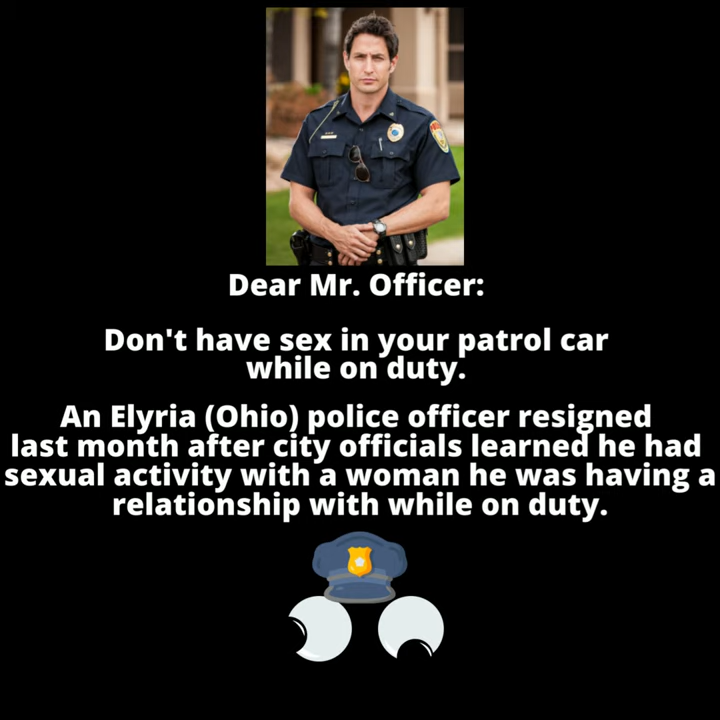 Dear Mr. Officer:
Don't have sex in your patrol car
while on duty.
An Elyria (Ohio) police officer resigned
last month after city officials learned he had
sexual activity with a woman he was having a
relationship with while on duty.